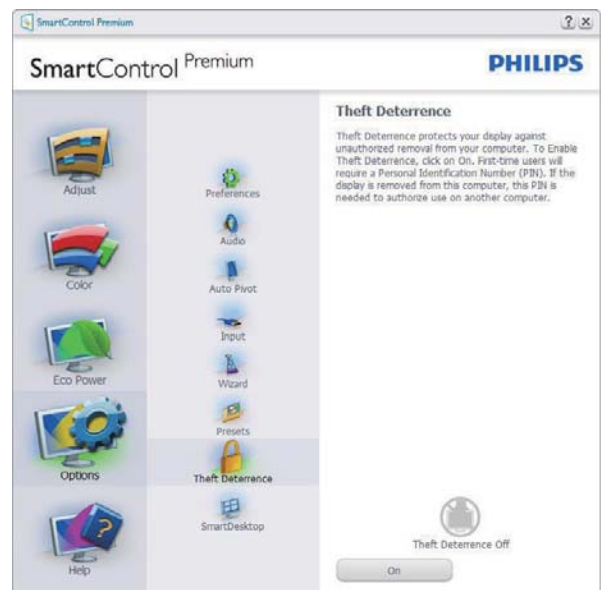 SmartControl Premium
SmartControl Premium
PHILIPS
Adjust
Color
Eco Power
Options
Help
Preferences
Audio
Auto Pivot
Input
Wizard
Presets
Theft Deterrence
SmartDesktop
Theft Deterrence
Theft Deterrence protects your display against
unauthorized removal from your computer. To Enable
Theft Deterrence, click on On. First-time users will
require a Personal Identification Number (PIN). If the
display is removed from this computer, this PIN is
needed to authorize use on another computer.
Theft Deterrence Off
On